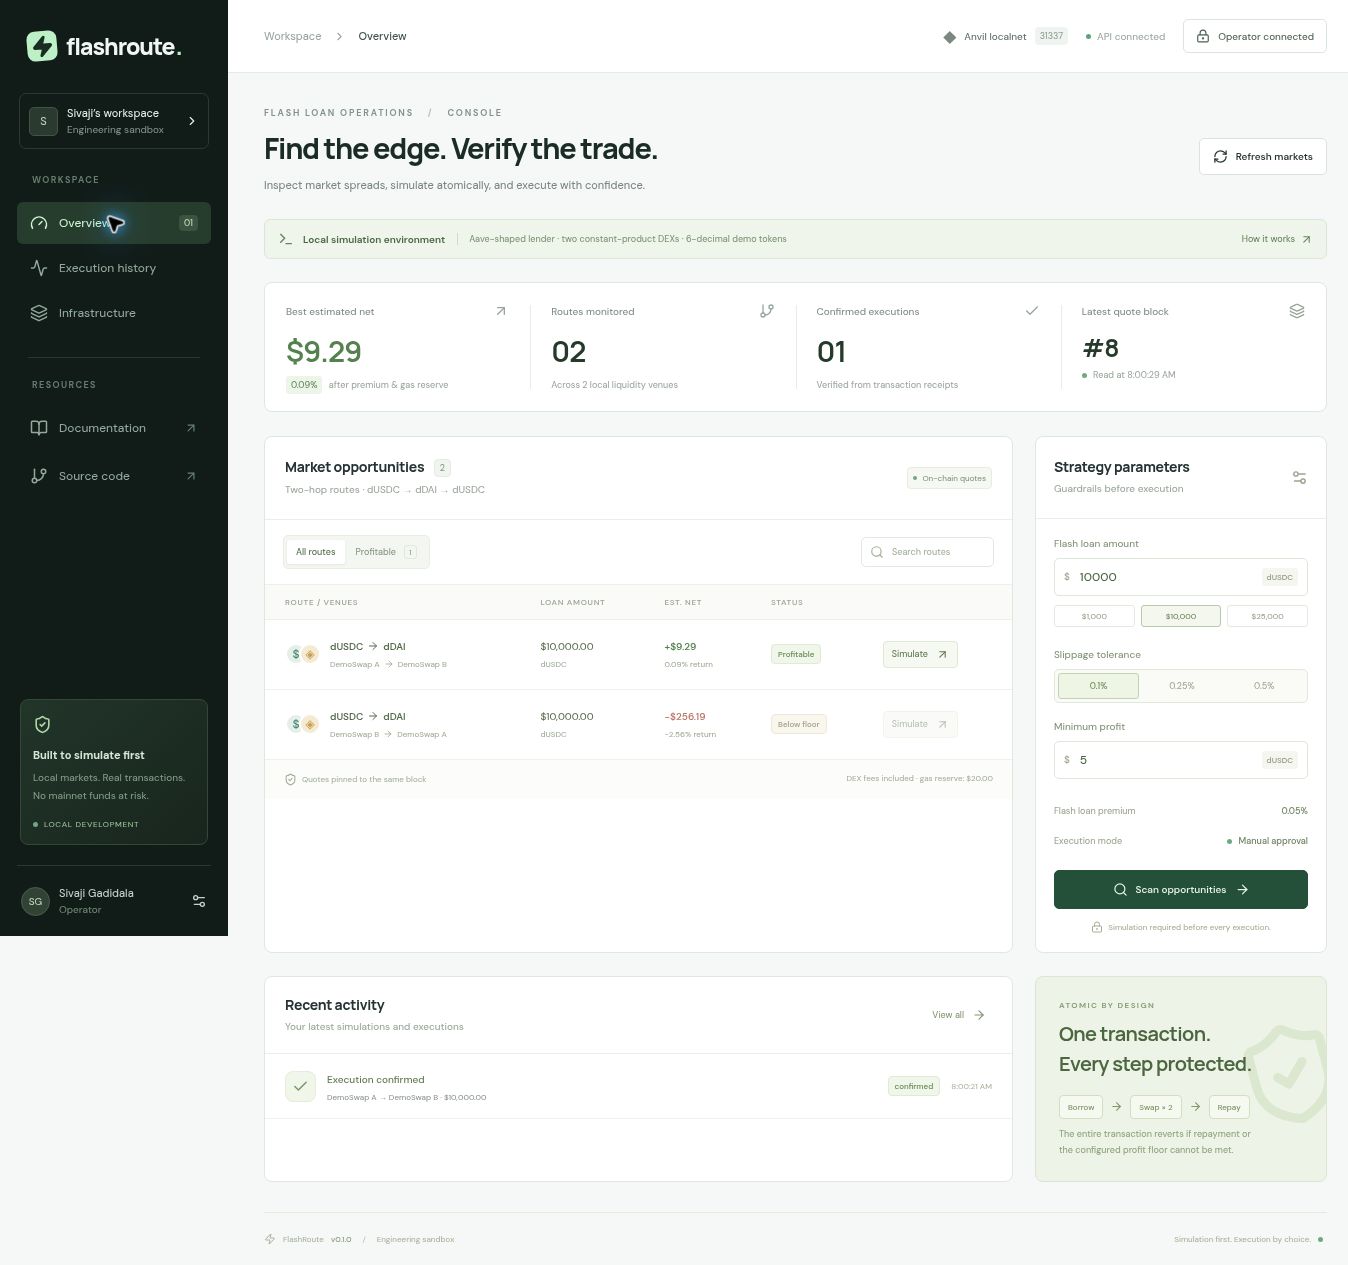 flashroute.
S
Sivaji's workspace
Engineering sandbox
WORKSPACE
Overview
01
Execution history
Infrastructure
RESOURCES
Documentation
Source code
Built to simulate first
Local markets. Real transactions.
No mainnet funds at risk.
LOCAL DEVELOPMENT
SG
Sivaji Gadidala
Operator
Workspace > Overview
Anvil localnet 31337
API connected
Operator connected
FLASH LOAN OPERATIONS / CONSOLE
Find the edge. Verify the trade.
Inspect market spreads, simulate atomically, and execute with confidence.
Refresh markets
Local simulation environment
Aave-shaped lender · two constant-product DEXs · 6-decimal demo tokens
How it works
Best estimated net
$9.29
0.09% after premium & gas reserve
Routes monitored
02
Across 2 local liquidity venues
Confirmed executions
01
Verified from transaction receipts
Latest quote block
#8
Read at 8:00:29 AM
Market opportunities 2
Two-hop routes · dUSDC → dDAI → dUSDC
On-chain quotes
All routes
Profitable 1
Search routes
ROUTE / VENUES LOAN AMOUNT EST. NET STATUS
$ dUSDC → dDAI $10,000.00 +$9.29 Profitable Simulate
DemoSwap A → DemoSwap B dUSDC 0.09% return
$ dUSDC → dDAI $10,000.00 -$256.19 Below floor Simulate
DemoSwap B → DemoSwap A dUSDC -2.56% return
Quotes pinned to the same block
DEX fees included · gas reserve: $20.00
Strategy parameters
Guardrails before execution
Flash loan amount
$ 10000 dUSDC
$1,000 $10,000 $25,000
Slippage tolerance
0.1% 0.25% 0.5%
Minimum profit
$ 5 dUSDC
Flash loan premium 0.05%
Execution mode Manual approval
Scan opportunities →
Simulation required before every execution.
Recent activity
Your latest simulations and executions
View all →
Execution confirmed
DemoSwap A → DemoSwap B · $10,000.00
confirmed 8:00:21 AM
ATOMIC BY DESIGN
One transaction.
Every step protected.
Borrow → Swap × 2 → Repay
The entire transaction reverts if repayment or
the configured profit floor cannot be met.
FlashRoute v0.1.0 / Engineering sandbox
Simulation first. Execution by choice.